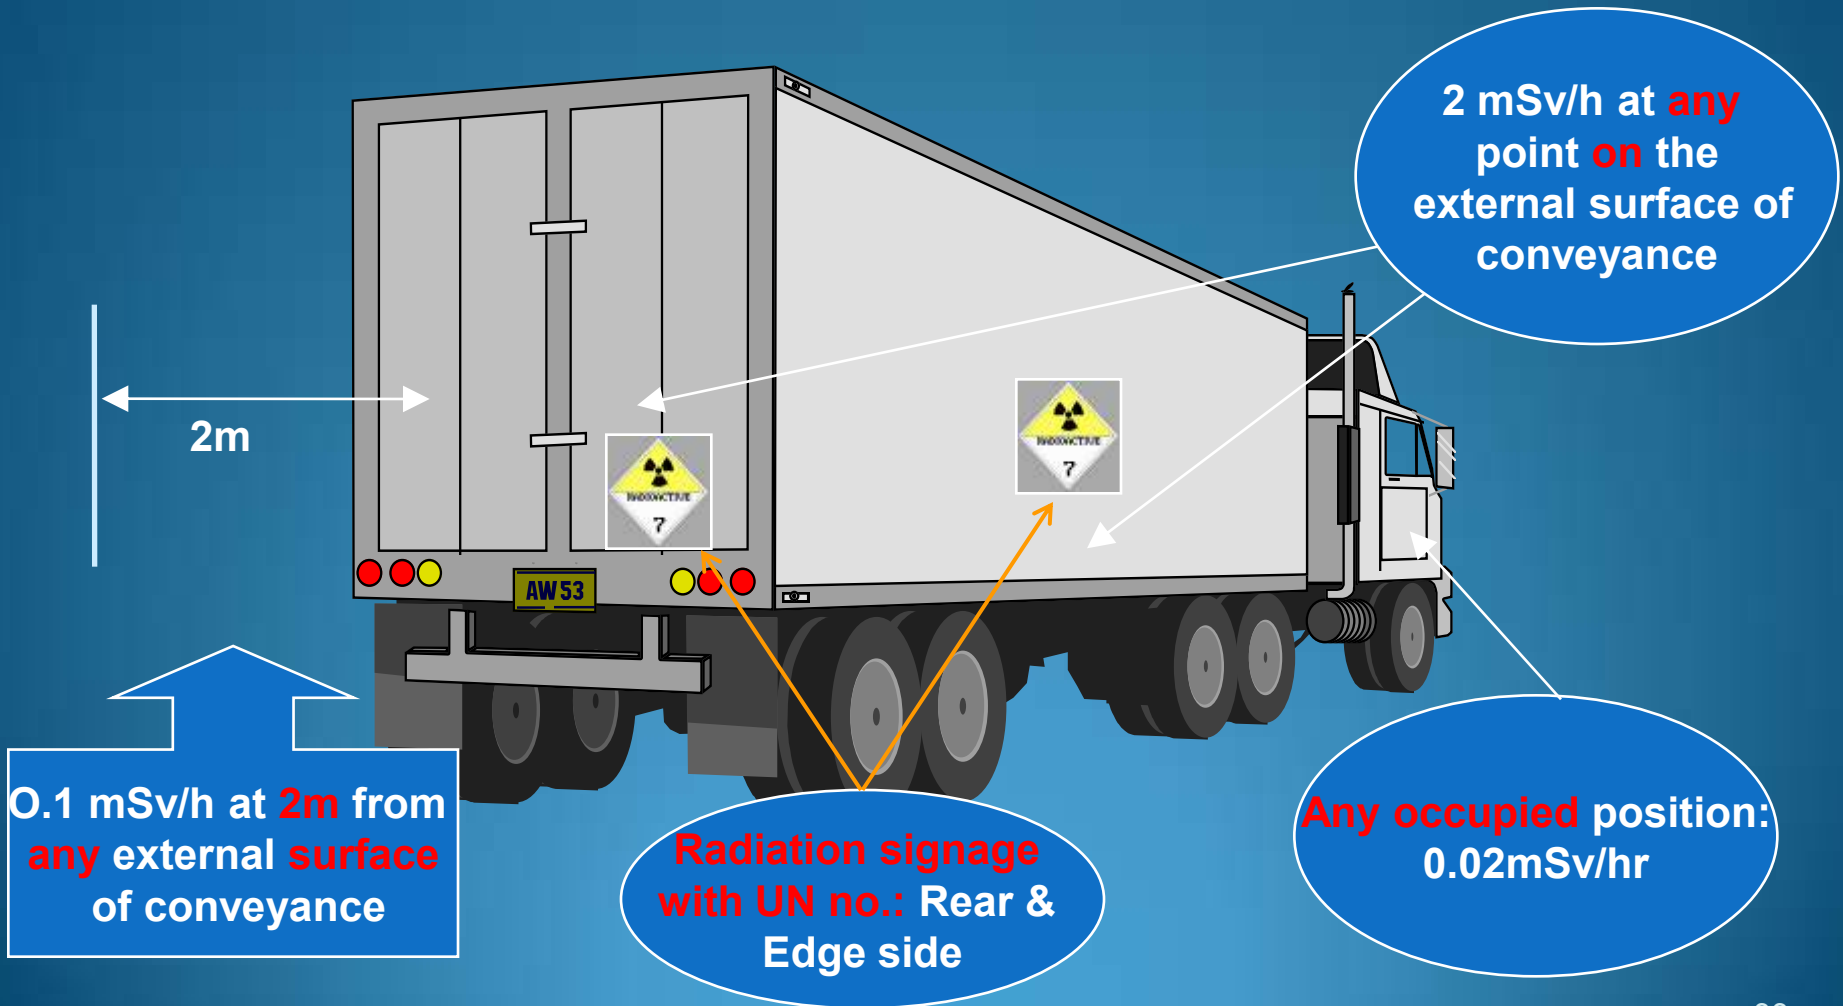 2 mSv/h at any
point on the
external surface of
conveyance
2m
RADIOACTIVE
7
RADIOACTIVE
7
AW 53
O.1 mSv/h at 2m from
any external surface
of conveyance
Radiation signage
with UN no.: Rear &
Edge side
Any occupied position:
0.02mSv/hr